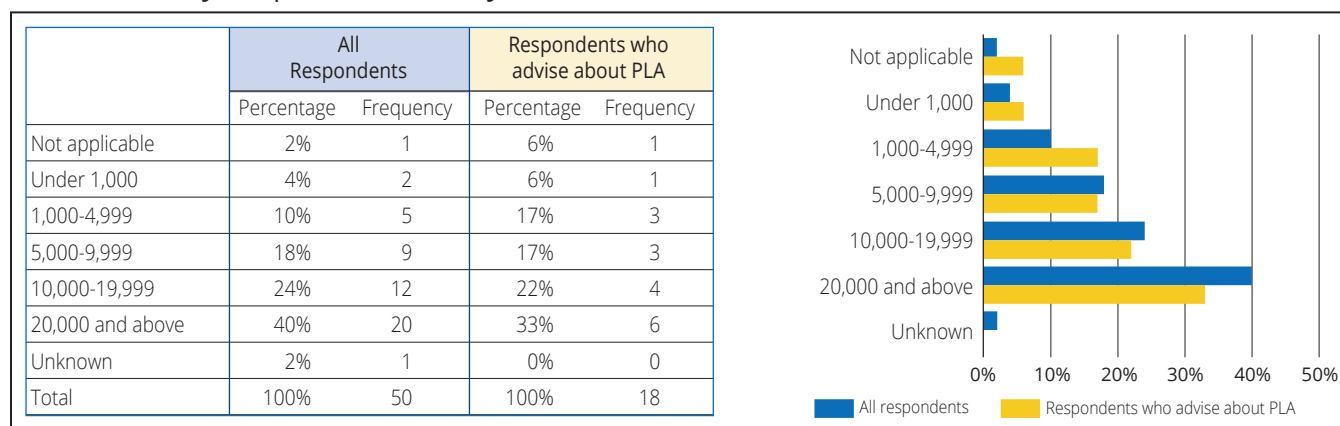 All Respondents Respondents who advise about PLA
Percentage Frequency Percentage Frequency
Not applicable 2% 1 6% 1
Under 1,000 4% 2 6% 1
1,000-4,999 10% 5 17% 3
5,000-9,999 18% 9 17% 3
10,000-19,999 24% 12 22% 4
20,000 and above 40% 20 33% 6
Unknown 2% 1 0% 0
Total 100% 50 100% 18
Not applicable
Under 1,000
1,000-4,999
5,000-9,999
10,000-19,999
20,000 and above
Unknown
0% 10% 20% 30% 40% 50%
All respondents Respondents who advise about PLA